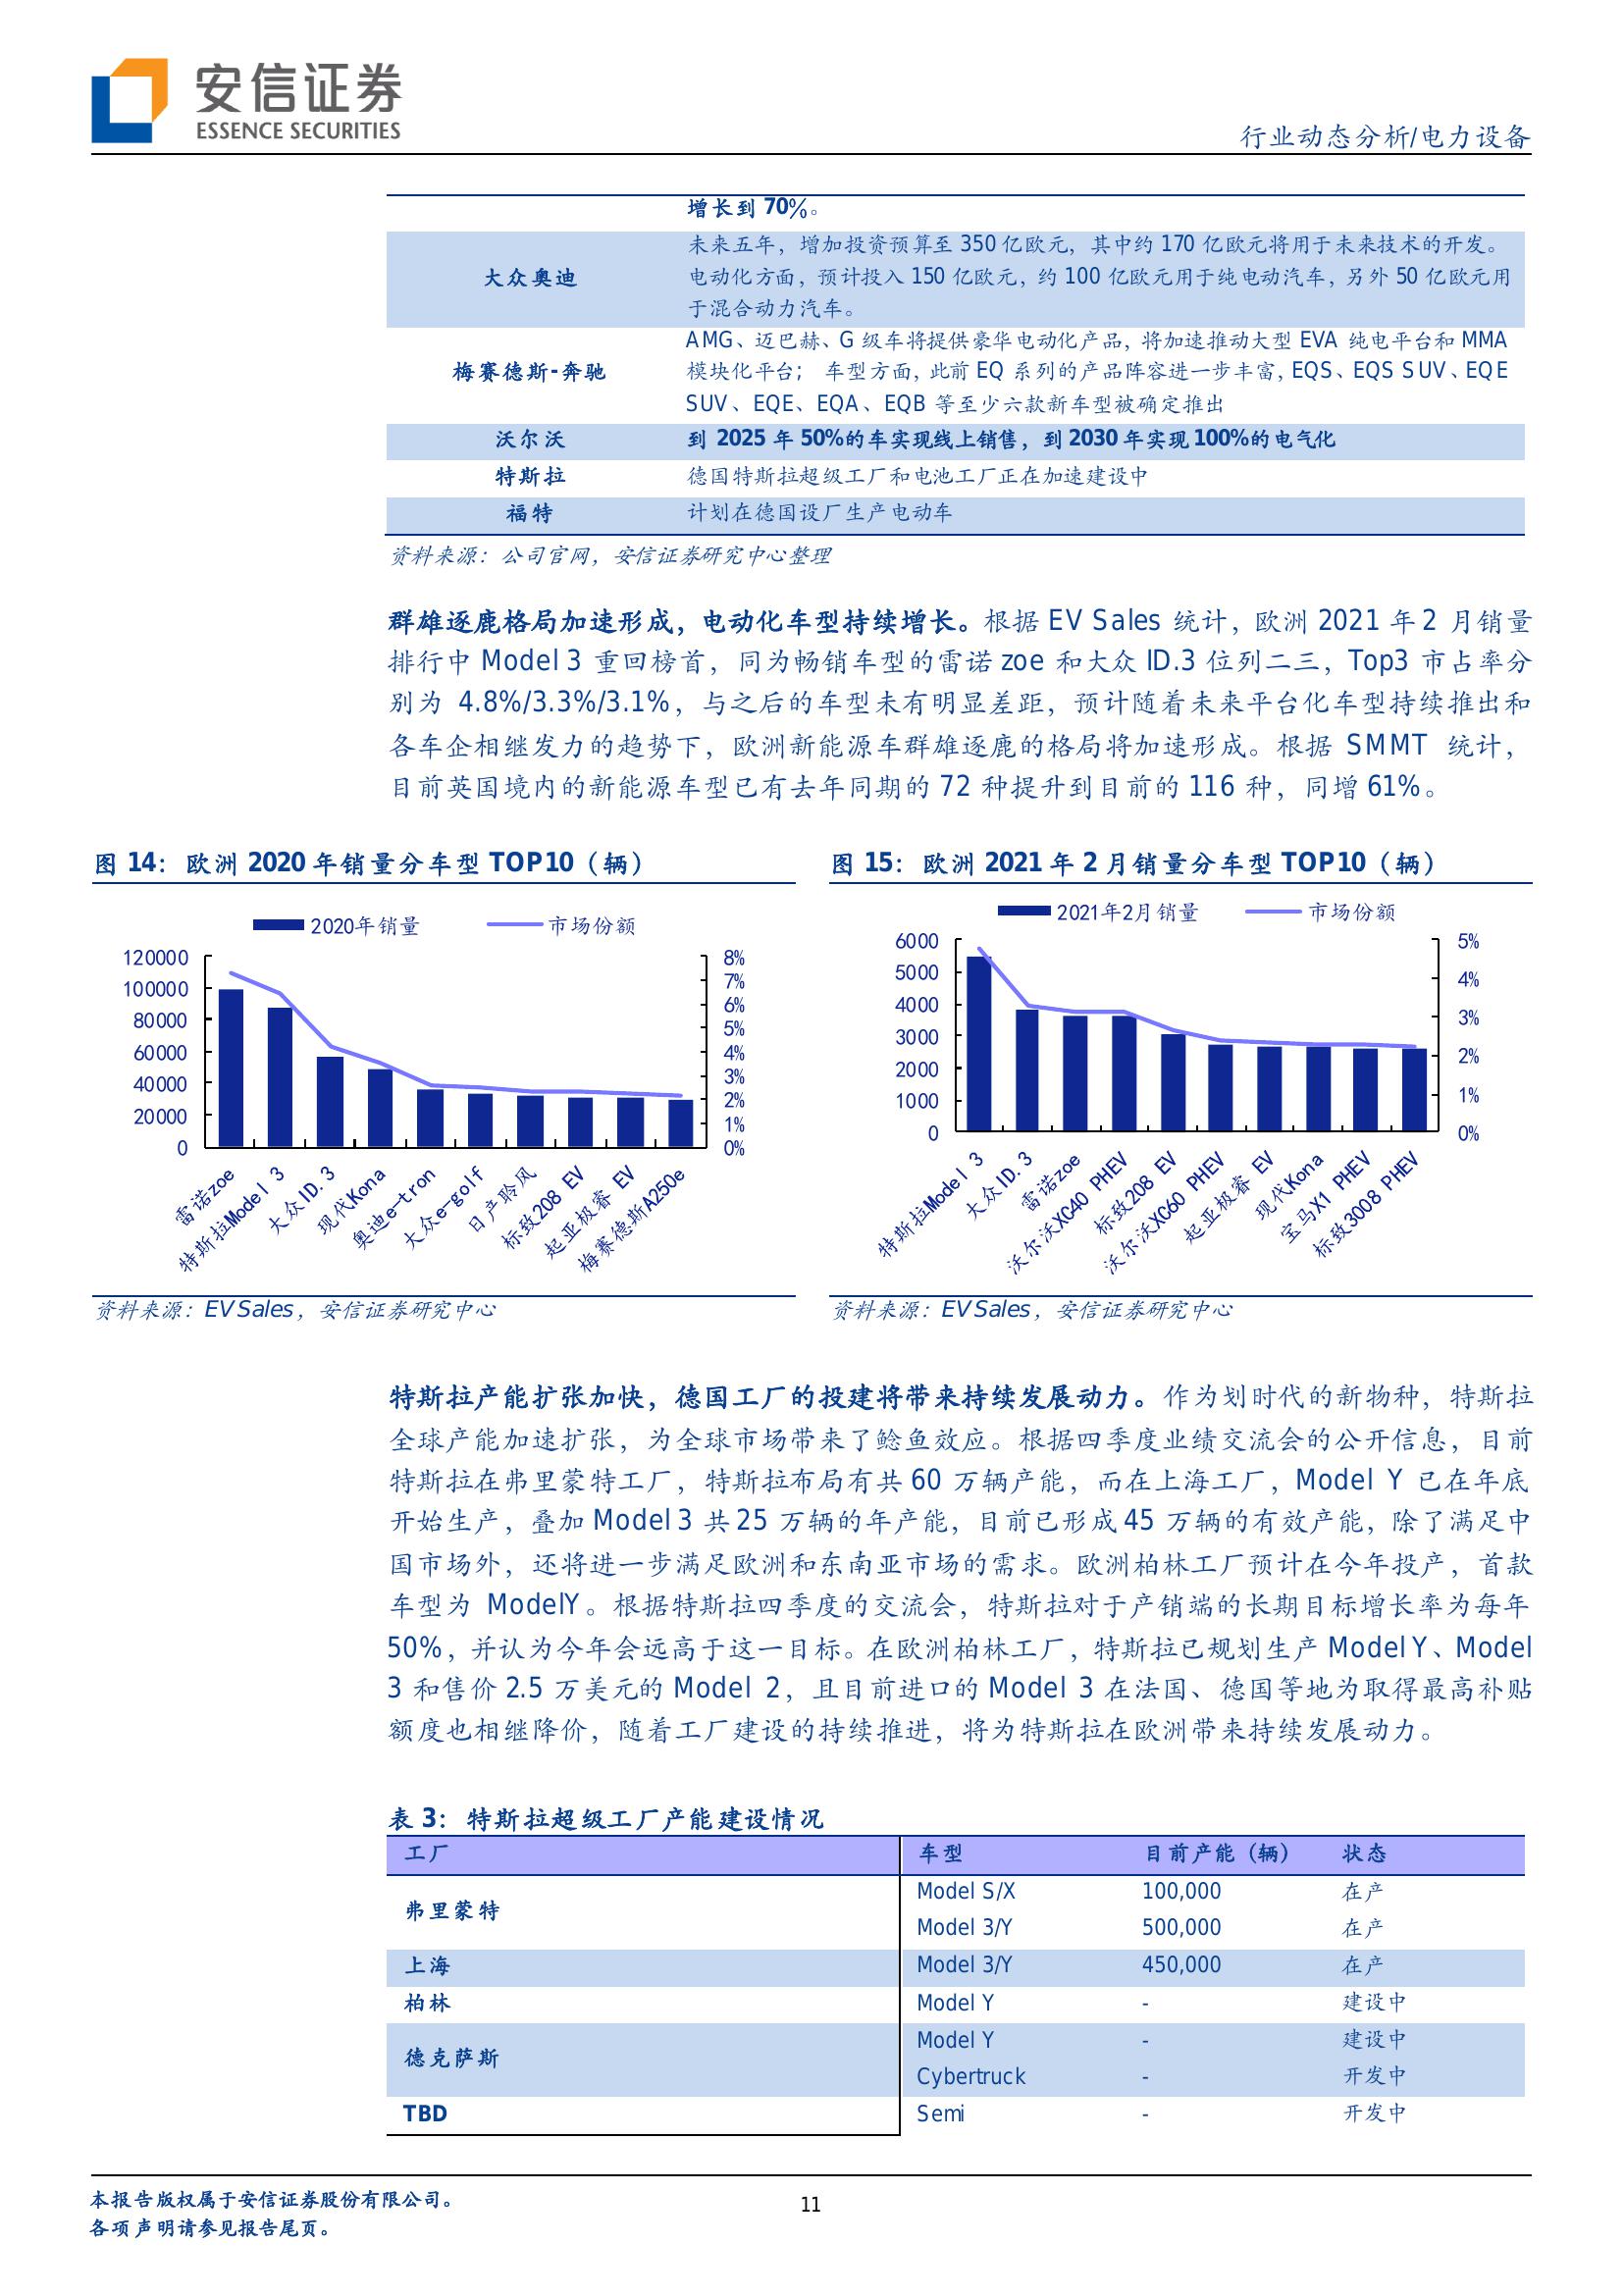 安信证券
ESSENCE SECURITIES
行业动态分析/电力设备
增长到 70%。
大众奥迪
未来五年，增加投资预算至 350 亿欧元，其中约 170 亿欧元将用于未来技术的开发。
电动化方面，预计投入 150 亿欧元，约 100 亿欧元用于纯电动汽车，另外 50 亿欧元用
于混合动力汽车。
梅赛德斯-奔驰
AMG、迈巴赫、G 级车将提供豪华电动化产品，将加速推动大型 EVA 纯电平台和 MMA
模块化平台； 车型方面，此前 EQ 系列的产品阵容进一步丰富，EQS、EQS SUV、EQE
SUV、EQE、EQA、EQB 等至少六款新车型被确定推出
沃尔沃
到 2025 年 50%的车实现线上销售，到 2030 年实现 100%的电气化
特斯拉
德国特斯拉超级工厂和电池工厂正在加速建设中
福特
计划在德国设厂生产电动车
资料来源：公司官网，安信证券研究中心整理
群雄逐鹿格局加速形成，电动化车型持续增长。根据 EV Sales 统计，欧洲 2021 年 2 月销量
排行中 Model 3 重回榜首，同为畅销车型的雷诺 zoe 和大众 ID.3 位列二三，Top3 市占率分
别为 4.8%/3.3%/3.1%，与之后的车型未有明显差距，预计随着未来平台化车型持续推出和
各车企相继发力的趋势下，欧洲新能源车群雄逐鹿的格局将加速形成。根据 SMMT 统计，
目前英国境内的新能源车型已有去年同期的 72 种提升到目前的 116 种，同增 61%。
图 14：欧洲 2020 年销量分车型 TOP10（辆）
2020年销量
市场份额
120000
100000
80000
60000
40000
20000
0
8%
7%
6%
5%
4%
3%
2%
1%
0%
雷诺zoe
特斯拉Model 3
大众ID.3
现代Kona
奥迪e-tron
大众e-golf
日产聆风
标致208 EV
起亚极睿 EV
梅赛德斯A250e
资料来源：EV Sales，安信证券研究中心
图 15：欧洲 2021 年 2 月销量分车型 TOP10（辆）
2021年2月销量
市场份额
6000
5000
4000
3000
2000
1000
0
5%
4%
3%
2%
1%
0%
特斯拉Model 3
大众ID.3
雷诺zoe
沃尔沃XC40 PHEV
标致208 EV
沃尔沃XC60 PHEV
起亚极睿 EV
现代Kona
宝马X1 PHEV
标致3008 PHEV
资料来源：EV Sales，安信证券研究中心
特斯拉产能扩张加快，德国工厂的投建将带来持续发展动力。作为划时代的新物种，特斯拉
全球产能加速扩张，为全球市场带来了鲶鱼效应。根据四季度业绩交流会的公开信息，目前
特斯拉在弗里蒙特工厂，特斯拉布局有共 60 万辆产能，而在上海工厂，Model Y 已在年底
开始生产，叠加 Model 3 共 25 万辆的年产能，目前已形成 45 万辆的有效产能，除了满足中
国市场外，还将进一步满足欧洲和东南亚市场的需求。欧洲柏林工厂预计在今年投产，首款
车型为 ModelY。根据特斯拉四季度的交流会，特斯拉对于产销端的长期目标增长率为每年
50%，并认为今年会远高于这一目标。在欧洲柏林工厂，特斯拉已规划生产 Model Y、Model
3 和售价 2.5 万美元的 Model 2，且目前进口的 Model 3 在法国、德国等地为取得最高补贴
额度也相继降价，随着工厂建设的持续推进，将为特斯拉在欧洲带来持续发展动力。
表 3：特斯拉超级工厂产能建设情况
工厂 车型 目前产能（辆） 状态
弗里蒙特
Model S/X 100,000 在产
Model 3/Y 500,000 在产
上海 Model 3/Y 450,000 在产
柏林 Model Y - 建设中
德克萨斯
Model Y - 建设中
Cybertruck - 开发中
TBD Semi - 开发中
本报告版权属于安信证券股份有限公司。
各项声明请参见报告尾页。
11